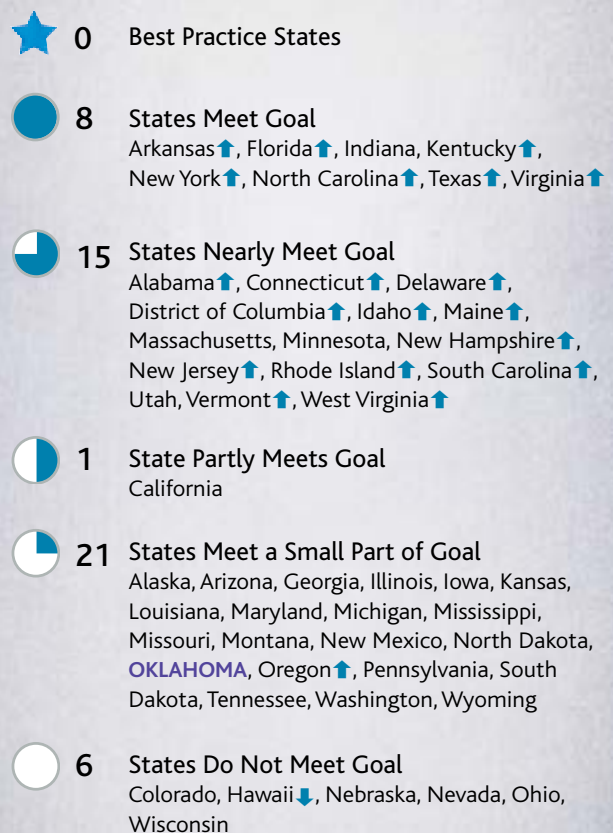 0 Best Practice States
8 States Meet Goal
Arkansas⬆, Florida⬆, Indiana, Kentucky⬆,
New York⬆, North Carolina⬆, Texas⬆, Virginia⬆
15 States Nearly Meet Goal
Alabama⬆, Connecticut⬆, Delaware⬆,
District of Columbia⬆, Idaho⬆, Maine⬆,
Massachusetts, Minnesota, New Hampshire⬆,
New Jersey⬆, Rhode Island⬆, South Carolina⬆,
Utah, Vermont⬆, West Virginia⬆
1 State Partly Meets Goal
California
21 States Meet a Small Part of Goal
Alaska, Arizona, Georgia, Illinois, Iowa, Kansas,
Louisiana, Maryland, Michigan, Mississippi,
Missouri, Montana, New Mexico, North Dakota,
OKLAHOMA, Oregon⬆, Pennsylvania, South
Dakota, Tennessee, Washington, Wyoming
6 States Do Not Meet Goal
Colorado, Hawaii⬇, Nebraska, Nevada, Ohio,
Wisconsin